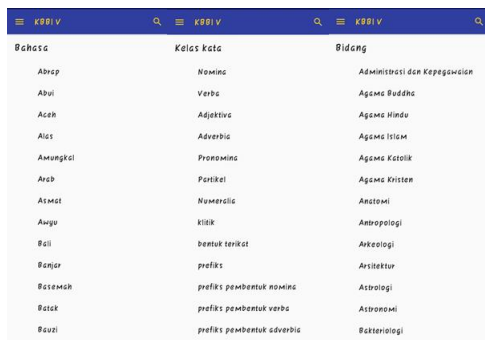 KBBI V
Bahasa
Abrap
Abui
Aceh
Alas
Amungkal
Arab
Asmat
Awyu
Bali
Banjar
Basemah
Batak
Bauzi
KBBI V
Kelas kata
Nomina
Verba
Adjektiva
Adverbia
Pronomina
Partikel
Numeralia
klitik
bentuk terikat
prefiks
prefiks pembentuk nomina
prefiks pembentuk verba
prefiks pembentuk adverbia
KBBI V
Bidang
Administrasi dan Kepegawaian
Agama Buddha
Agama Hindu
Agama Islam
Agama Katolik
Agama Kristen
Anatomi
Antropologi
Arkeologi
Arsitektur
Astrologi
Astronomi
Bakteriologi